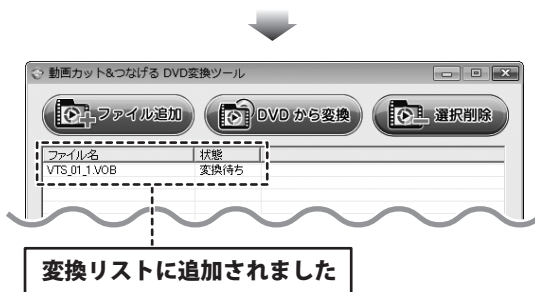 動画カット&つなげる DVD変換ツール
ファイル追加 DVD から変換 選択削除
ファイル名 状態
VTS_01_1.VOB 変換待ち
変換リストに追加されました